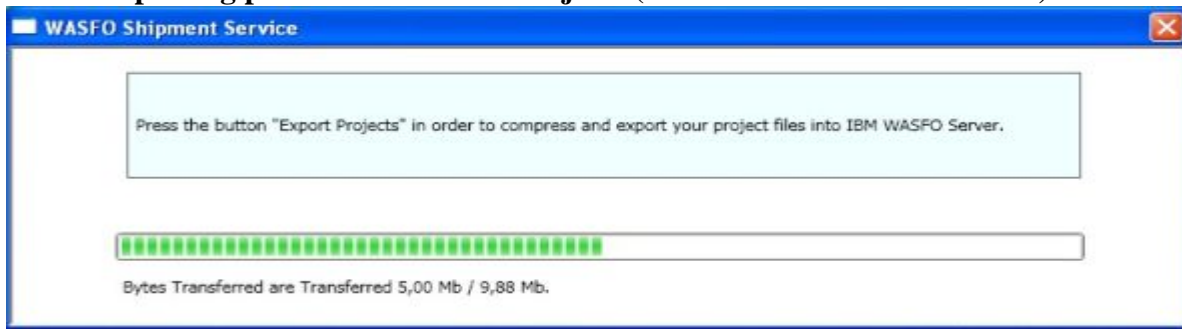 WASFO Shipment Service
Press the button "Export Projects" in order to compress and export your project files into IBM WASFO Server.
Bytes Transferred are Transferred 5,00 Mb / 9,88 Mb.